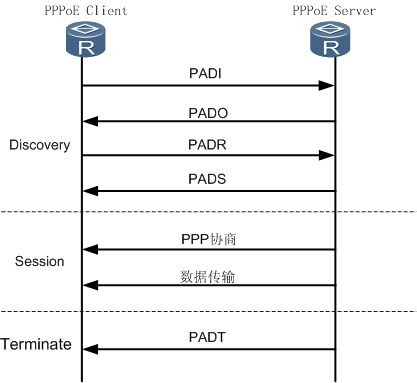 PPPoE Client
PPPoE Server
R
R
PADI
PADO
Discovery
PADR
PADS
PPP协商
Session
数据传输
Terminate
PADT